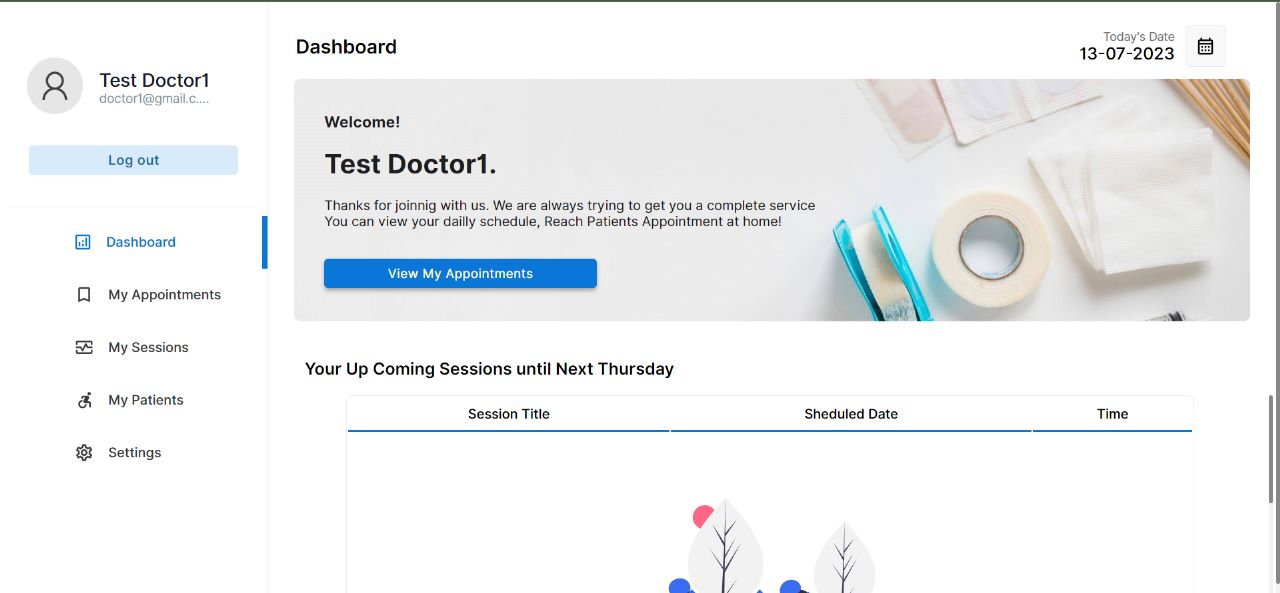 Test Doctor1
doctor1@gmail.c....
Log out
Dashboard
My Appointments
My Sessions
My Patients
Settings
Dashboard
Today's Date
13-07-2023
Welcome!
Test Doctor1.
Thanks for joinnig with us. We are always trying to get you a complete service
You can view your dailly schedule, Reach Patients Appointment at home!
View My Appointments
Your Up Coming Sessions until Next Thursday
Session Title
Sheduled Date
Time